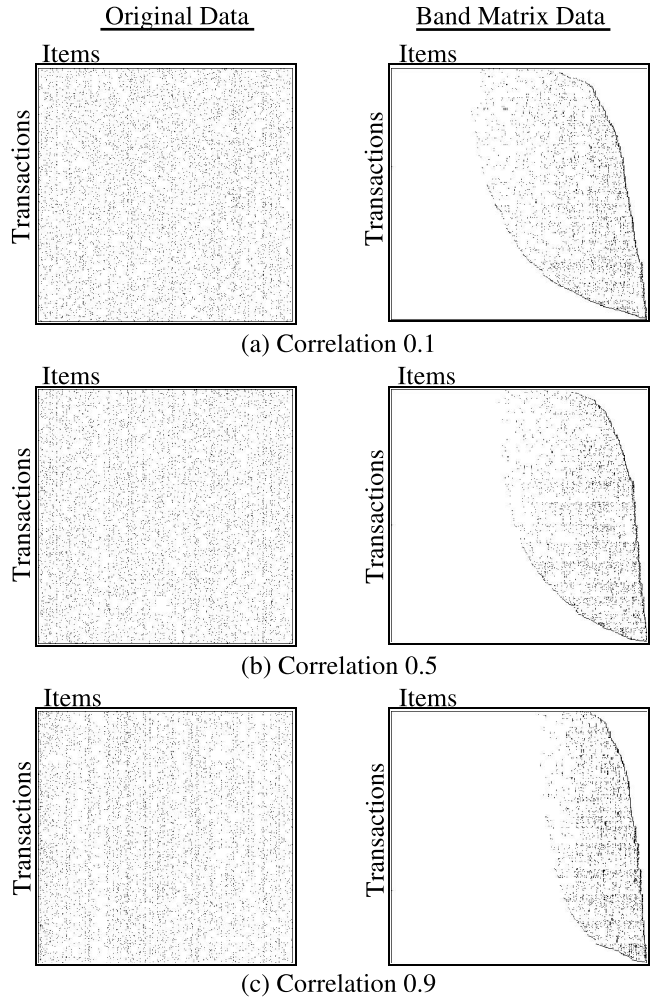 Original Data Band Matrix Data
Items Items
Transactions Transactions
(a) Correlation 0.1
Items Items
Transactions Transactions
(b) Correlation 0.5
Items Items
Transactions Transactions
(c) Correlation 0.9